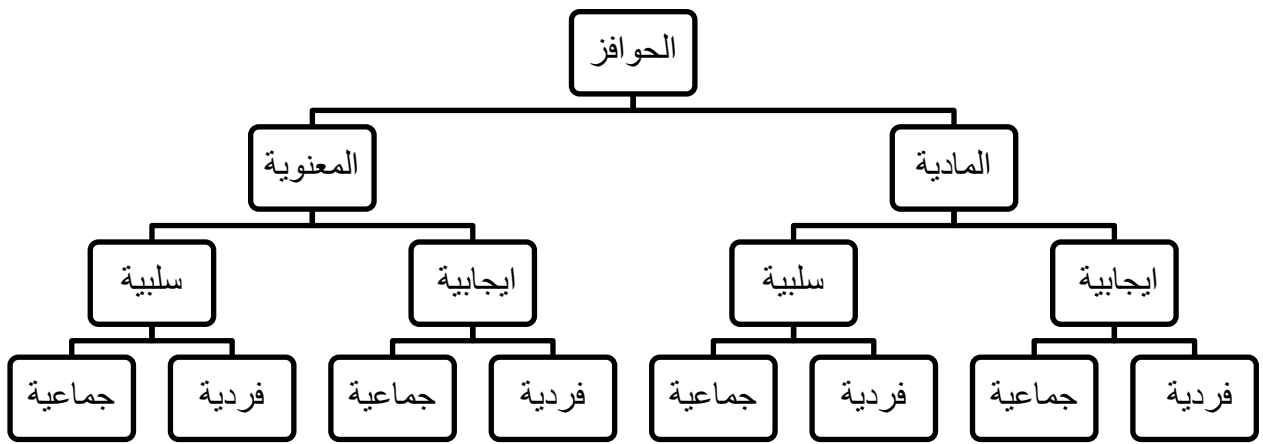 الحوافز
المادية
المعنوية
ايجابية
سلبية
ايجابية
سلبية
فردية
جماعية
فردية
جماعية
فردية
جماعية
فردية
جماعية